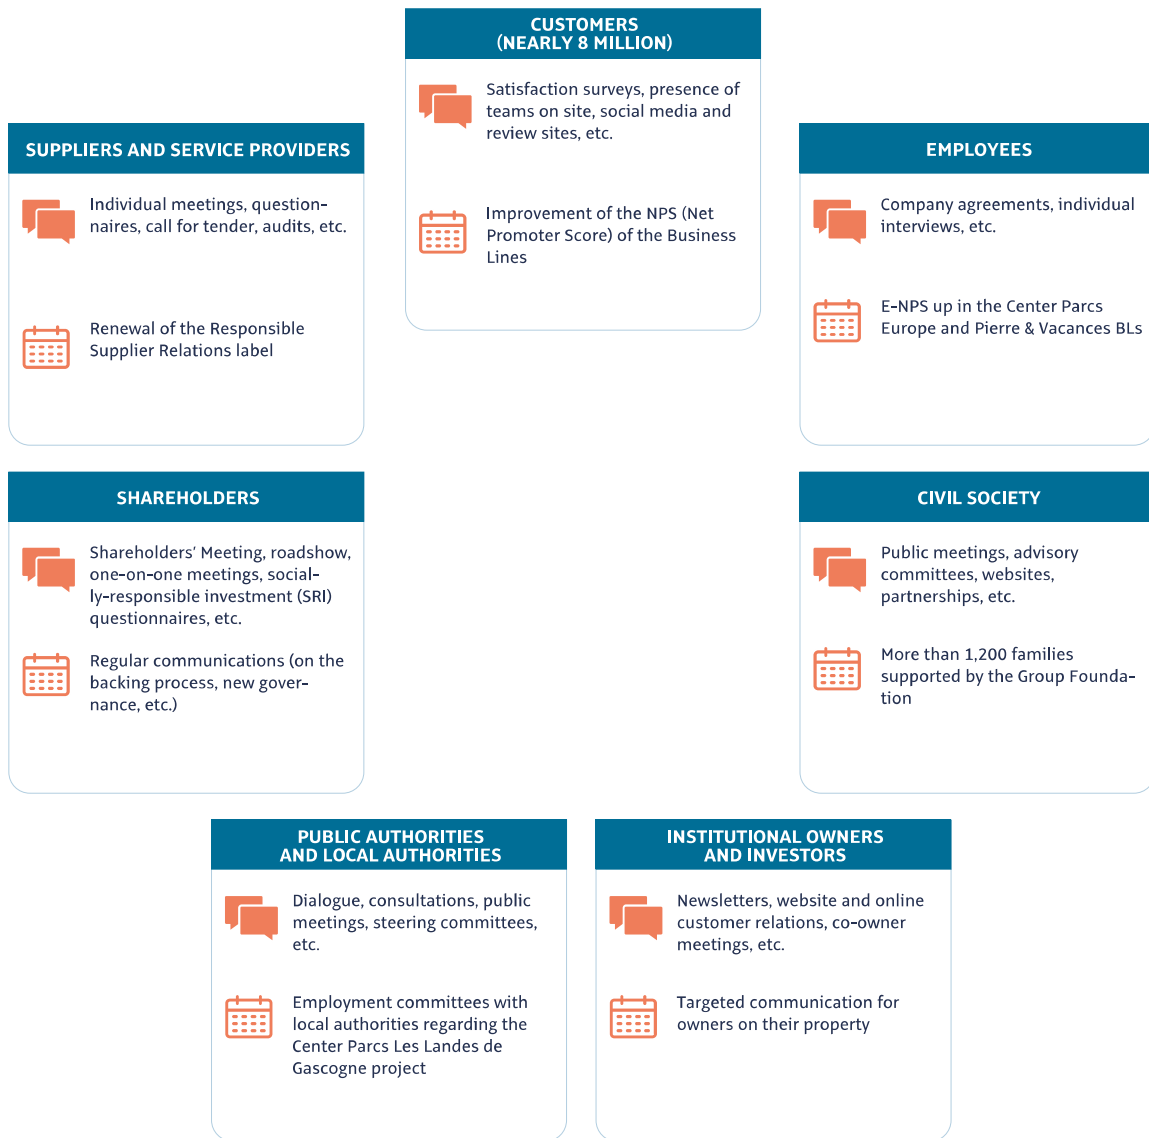 CUSTOMERS
(NEARLY 8 MILLION)
Satisfaction surveys, presence of
teams on site, social media and
review sites, etc.
Improvement of the NPS (Net
Promoter Score) of the Business
Lines
SUPPLIERS AND SERVICE PROVIDERS
Individual meetings, question-
naires, call for tender, audits, etc.
Renewal of the Responsible
Supplier Relations label
EMPLOYEES
Company agreements, individual
interviews, etc.
E-NPS up in the Center Parcs
Europe and Pierre & Vacances BLs
SHAREHOLDERS
Shareholders' Meeting, roadshow,
one-on-one meetings, social-
ly-responsible investment (SRI)
questionnaires, etc.
Regular communications (on the
backing process, new gover-
nance, etc.)
CIVIL SOCIETY
Public meetings, advisory
committees, websites,
partnerships, etc.
More than 1,200 families
supported by the Group Founda-
tion
PUBLIC AUTHORITIES
AND LOCAL AUTHORITIES
Dialogue, consultations, public
meetings, steering committees,
etc.
Employment committees with
local authorities regarding the
Center Parcs Les Landes de
Gascogne project
INSTITUTIONAL OWNERS
AND INVESTORS
Newsletters, website and online
customer relations, co-owner
meetings, etc.
Targeted communication for
owners on their property